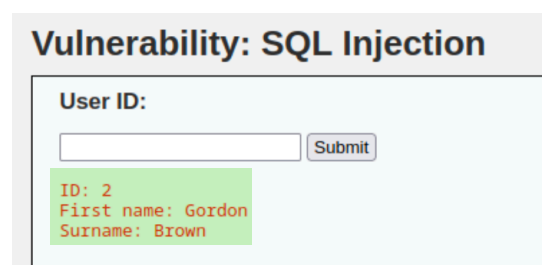 Vulnerability: SQL Injection
User ID:
Submit
ID: 2
First name: Gordon
Surname: Brown